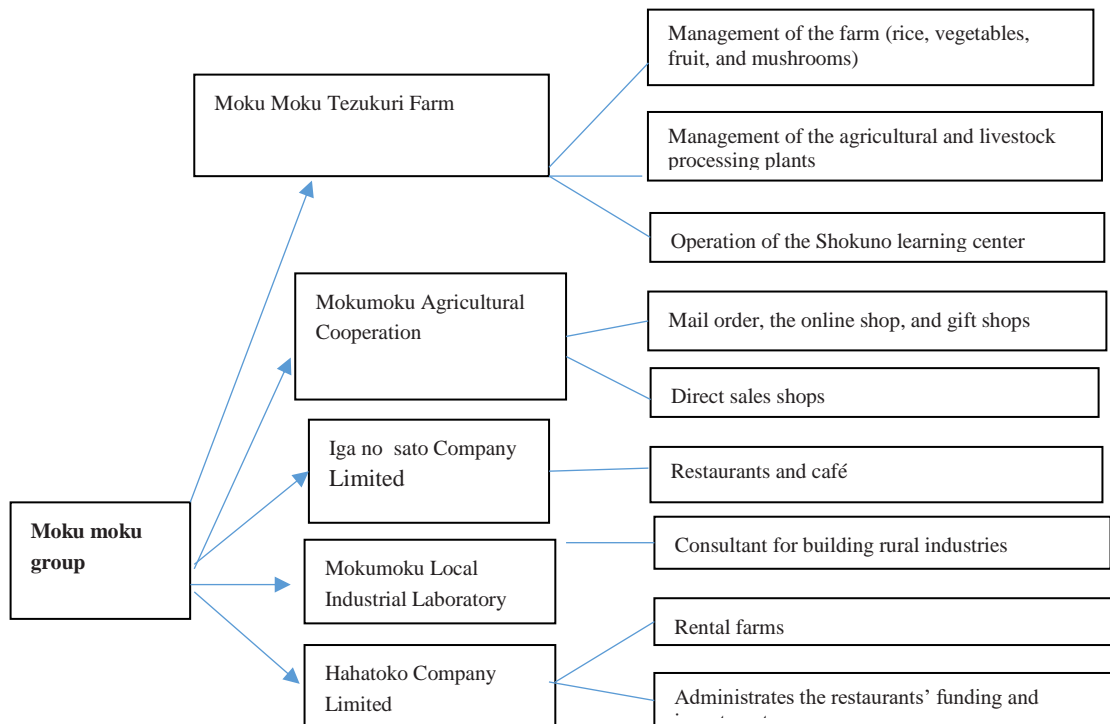 Management of the farm (rice, vegetables,
fruit, and mushrooms)
Moku Moku Tezukuri Farm
Management of the agricultural and livestock
processing plants
Operation of the Shokuno learning center
Mokumoku Agricultural
Cooperation
Mail order, the online shop, and gift shops
Direct sales shops
Iga no sato Company
Limited
Restaurants and café
Moku moku
group
Consultant for building rural industries
Mokumoku Local
Industrial Laboratory
Rental farms
Hahatoko Company
Limited
Administrates the restaurants’ funding and